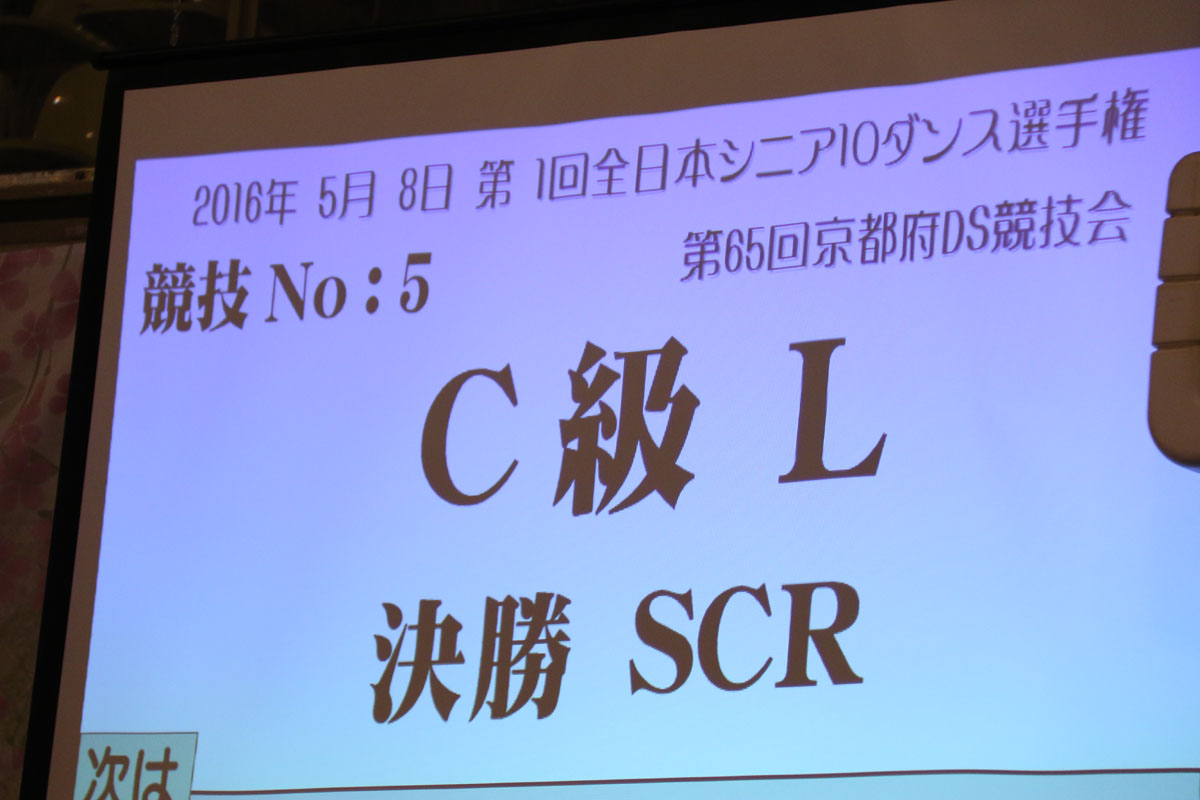 2016年 5月 8日 第 1回全日本シニア10ダンス選手権
第65回京都府DS競技会
競技 No：5
C 級 L
決勝 SCR
次は